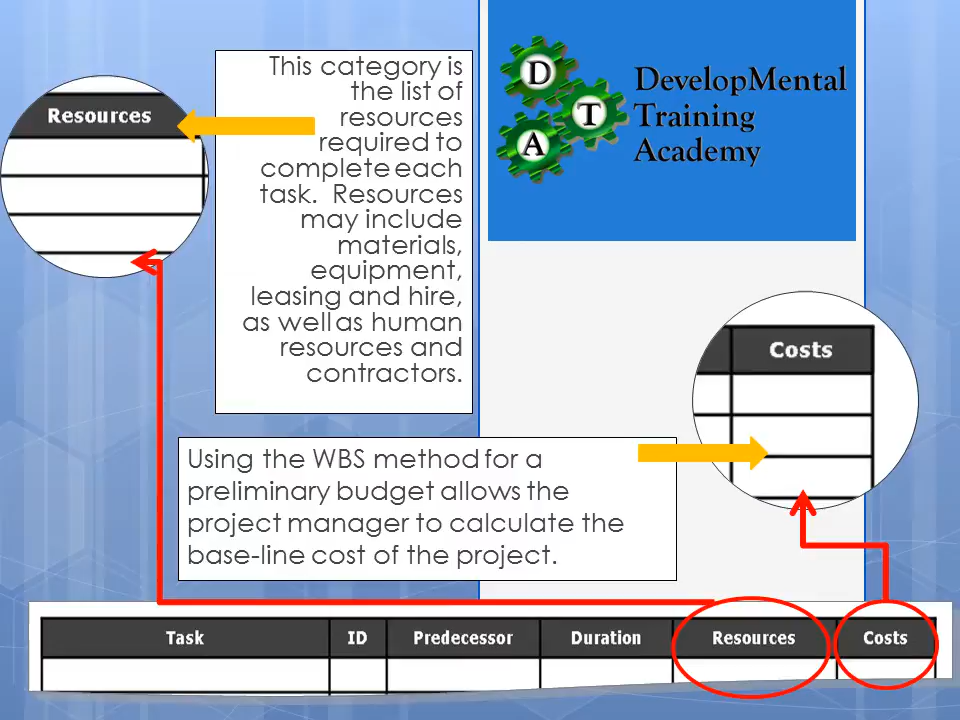 Resources
This category is
the list of
resources
required to
complete each
task.  Resources
may include
materials,
equipment,
leasing and hire,
as well as human
resources and
contractors.
D
T
A
DevelopMental
Training
Academy
Costs
Using the WBS method for a
preliminary budget allows the
project manager to calculate the
base-line cost of the project.
Task ID Predecessor Duration Resources Costs